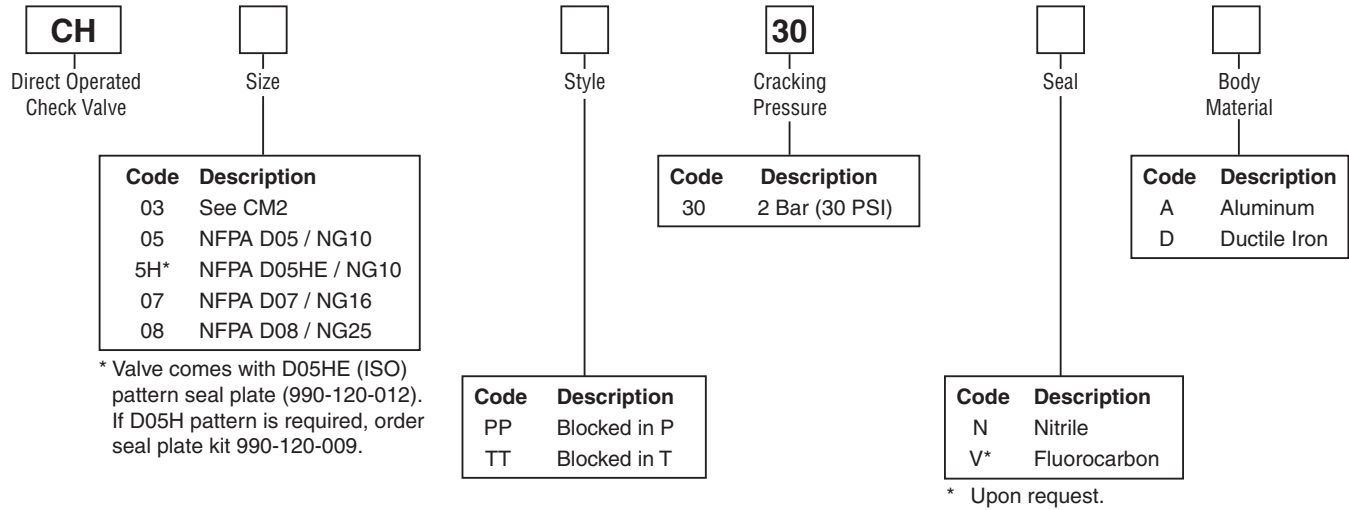 CH 30
Direct Operated Check Valve
Size
Style
Cracking Pressure
Seal
Body Material
Code Description
03 See CM2
05 NFPA D05 / NG10
5H* NFPA D05HE / NG10
07 NFPA D07 / NG16
08 NFPA D08 / NG25
* Valve comes with D05HE (ISO)
pattern seal plate (990-120-012).
If D05H pattern is required, order
seal plate kit 990-120-009.
Code Description
PP Blocked in P
TT Blocked in T
Code Description
30 2 Bar (30 PSI)
Code Description
N Nitrile
V* Fluorocarbon
* Upon request.
Code Description
A Aluminum
D Ductile Iron